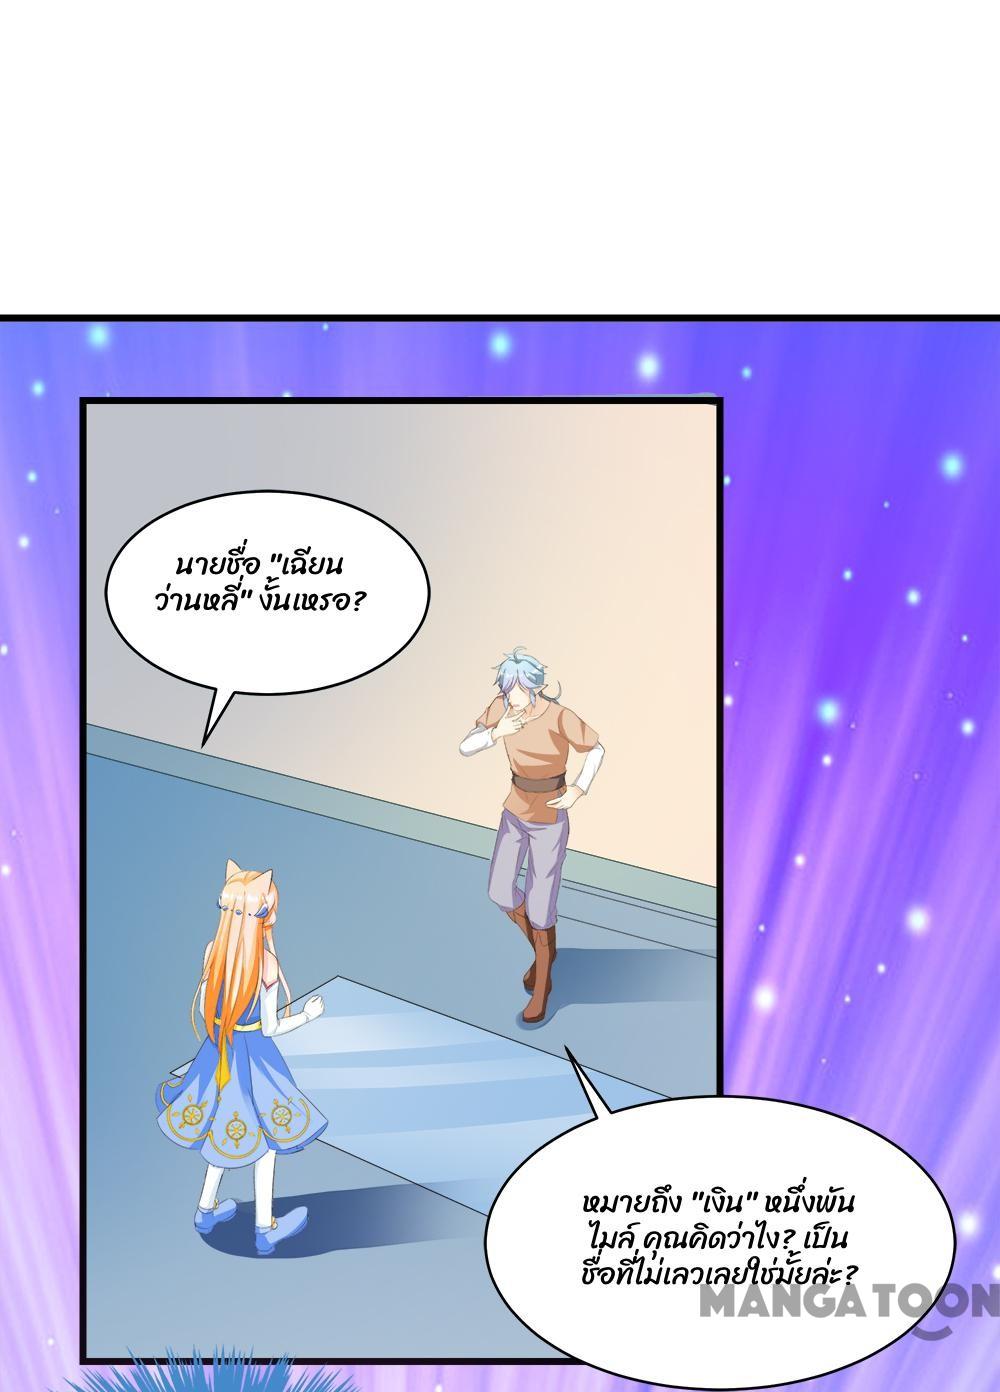 นายชื่อ "เฉียน
ว่านหลี่" งั้นเหรอ?
หมายถึง "เงิน" หนึ่งพัน
ไมล์ คุณคิดว่าไง? เป็น
ชื่อที่ไม่เลวเลยใช่มั้ยล่ะ?
MANGATOON